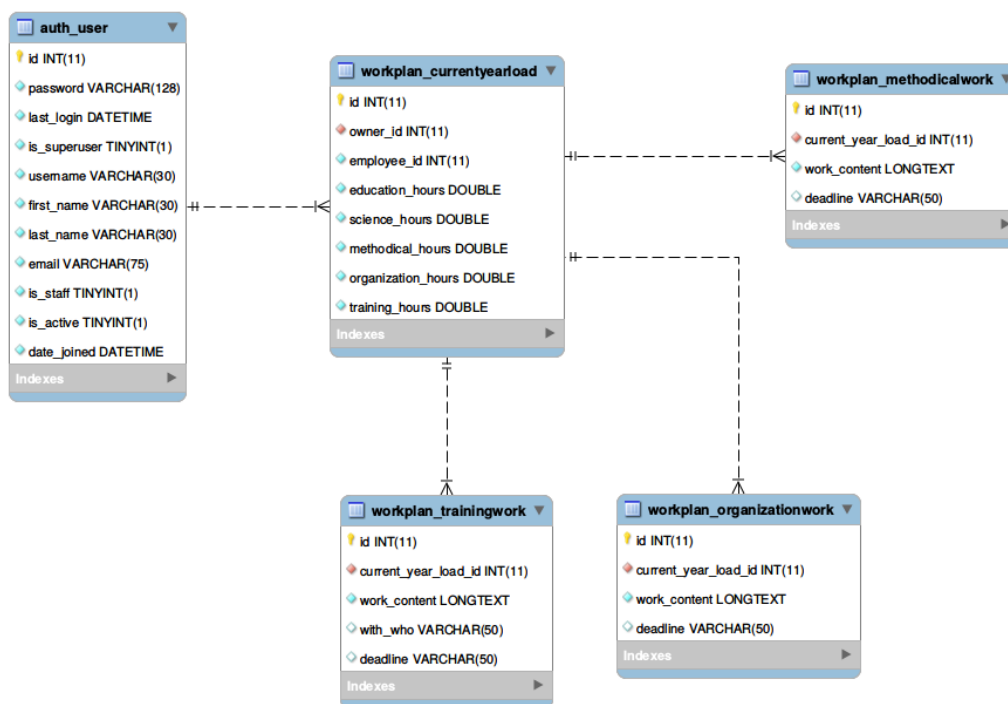 auth_user
id INT(11)
password VARCHAR(128)
last_login DATETIME
is_superuser TINYINT(1)
username VARCHAR(30)
first_name VARCHAR(30)
last_name VARCHAR(30)
email VARCHAR(75)
is_staff TINYINT(1)
is_active TINYINT(1)
date_joined DATETIME
Indexes
workplan_currentyearload
id INT(11)
owner_id INT(11)
employee_id INT(11)
education_hours DOUBLE
science_hours DOUBLE
methodical_hours DOUBLE
organization_hours DOUBLE
training_hours DOUBLE
Indexes
workplan_methodicalwork
id INT(11)
current_year_load_id INT(11)
work_content LONGTEXT
deadline VARCHAR(50)
Indexes
workplan_trainingwork
id INT(11)
current_year_load_id INT(11)
work_content LONGTEXT
with_who VARCHAR(50)
deadline VARCHAR(50)
Indexes
workplan_organizationwork
id INT(11)
current_year_load_id INT(11)
work_content LONGTEXT
deadline VARCHAR(50)
Indexes